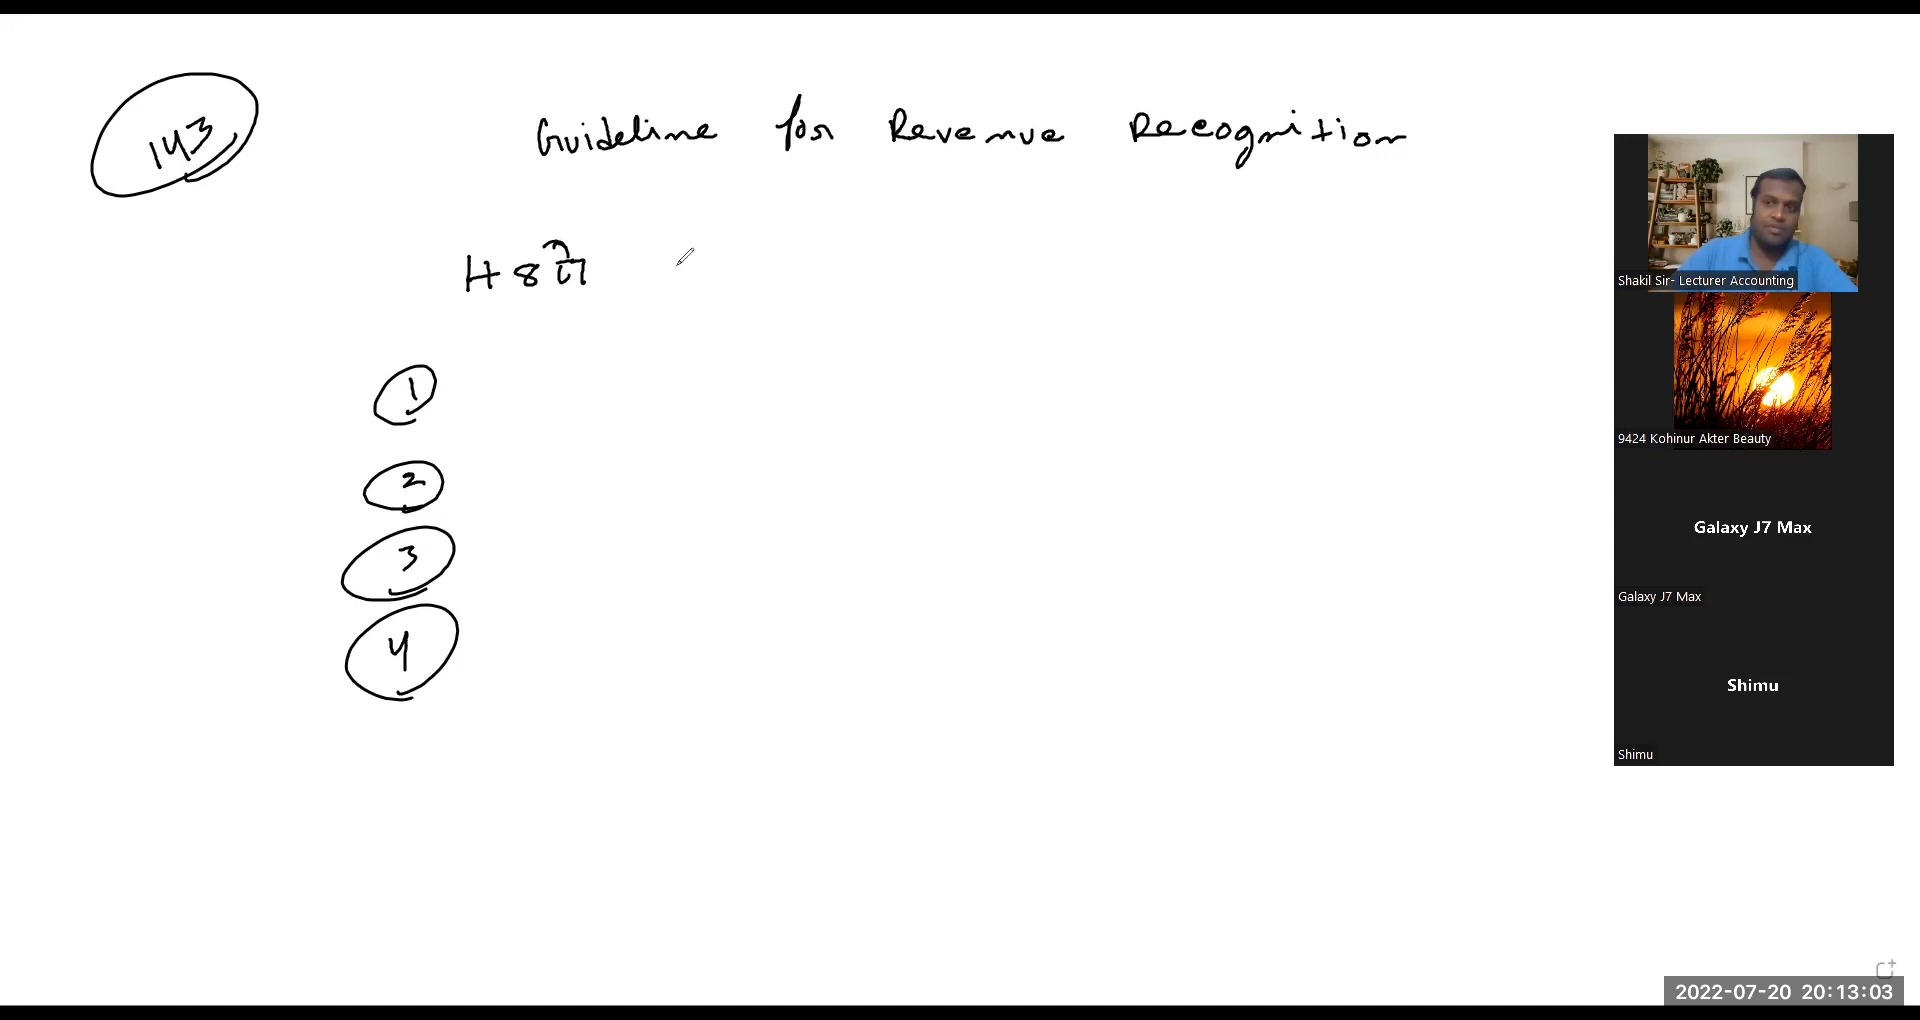 143
Guideline for Revenue Recognition
1
2
3
4
Shakil Sir- Lecturer Accounting
9424 Kohinur Akter Beauty
Galaxy J7 Max
Galaxy J7 Max
Shimu
Shimu
2022-07-20 20:13:03